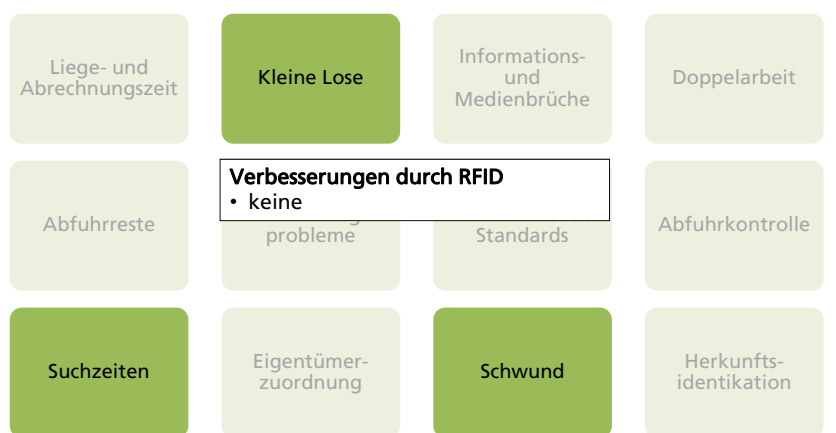 Liege- und
Abrechnungszeit
Kleine Lose
Informations-
und
Medienbrüche
Doppelarbeit
Verbesserungen durch RFID
• keine
Abfuhrreste
probleme
Standards
Abfuhrkontrolle
Suchzeiten
Eigentümer-
zuordnung
Schwund
Herkunfts-
identikation